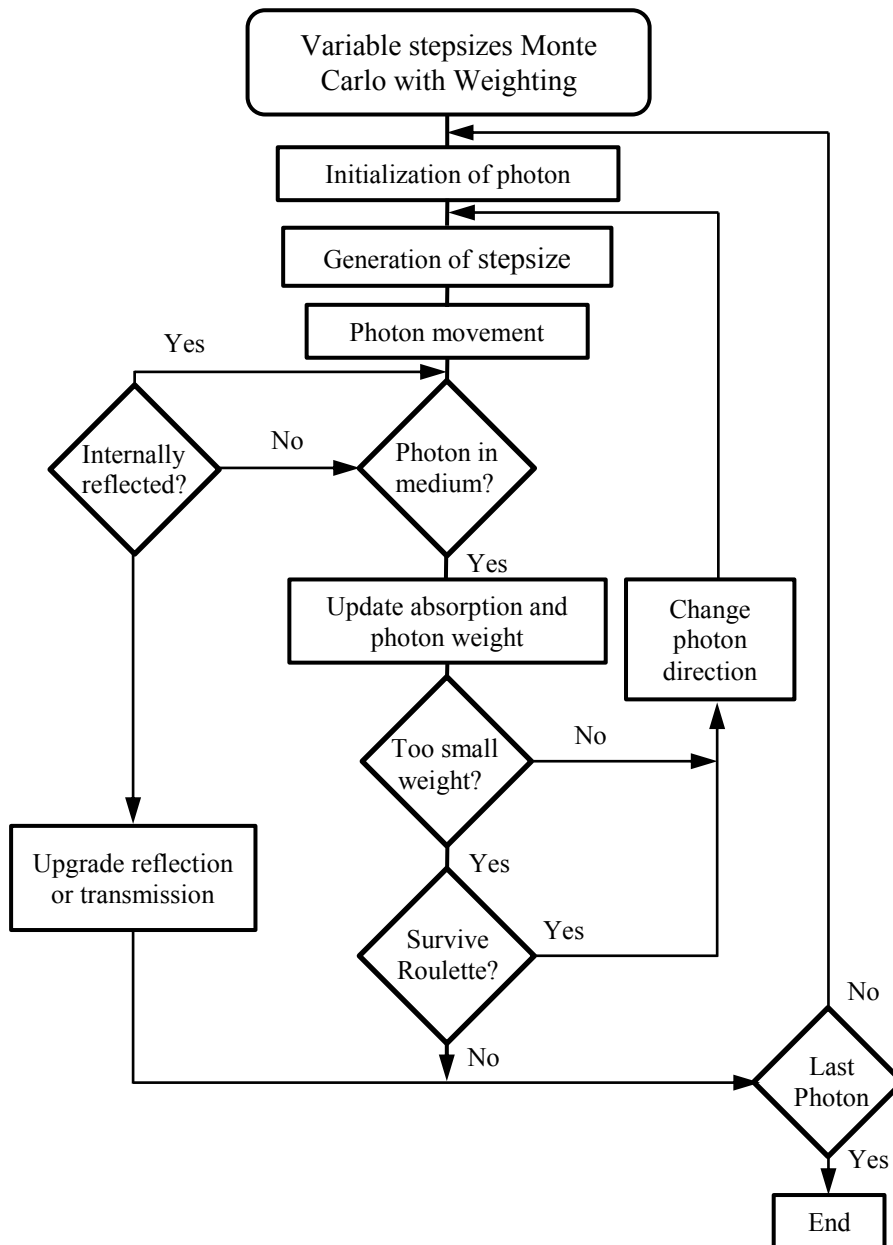 Variable stepsizes Monte
Carlo with Weighting
Initialization of photon
Generation of stepsize
Photon movement
Yes
Internally
reflected?
No
Photon in
medium?
Yes
Update absorption and
photon weight
Change
photon
direction
Too small
weight?
No
Yes
Upgrade reflection
or transmission
Survive
Roulette?
Yes
No
No
Last
Photon
Yes
End